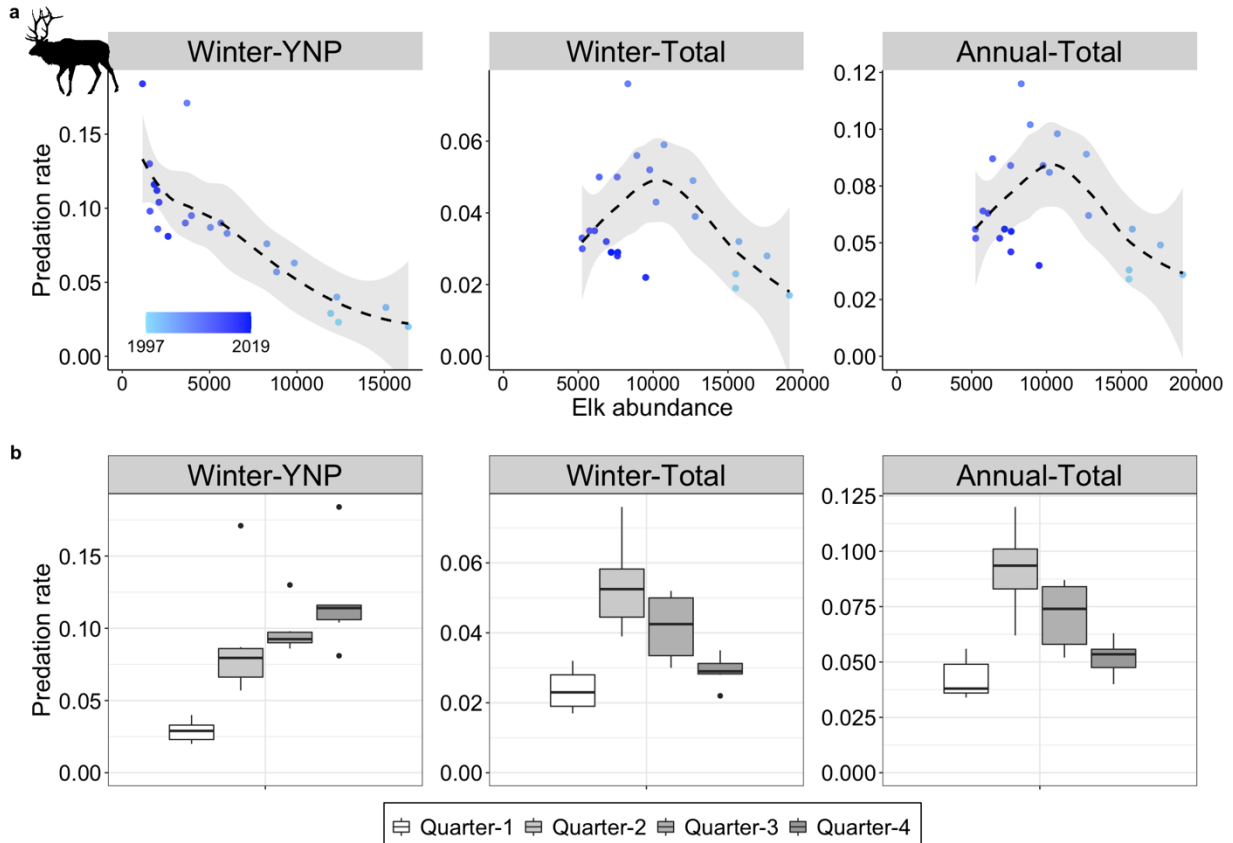 a
Winter-YNP Winter-Total Annual-Total
Predation rate
0.15
0.10
0.05
0.00
1997 2019
0 5000 10000 15000
0.06
0.04
0.02
0.00
0 5000 10000 15000 20000
0.12
0.10
0.08
0.05
0.02
0.00
0 5000 10000 15000 20000
Elk abundance
b
Winter-YNP Winter-Total Annual-Total
Predation rate
0.15
0.10
0.05
0.00
0.06
0.04
0.02
0.00
0.125
0.100
0.075
0.050
0.025
0.000
Quarter-1 Quarter-2 Quarter-3 Quarter-4